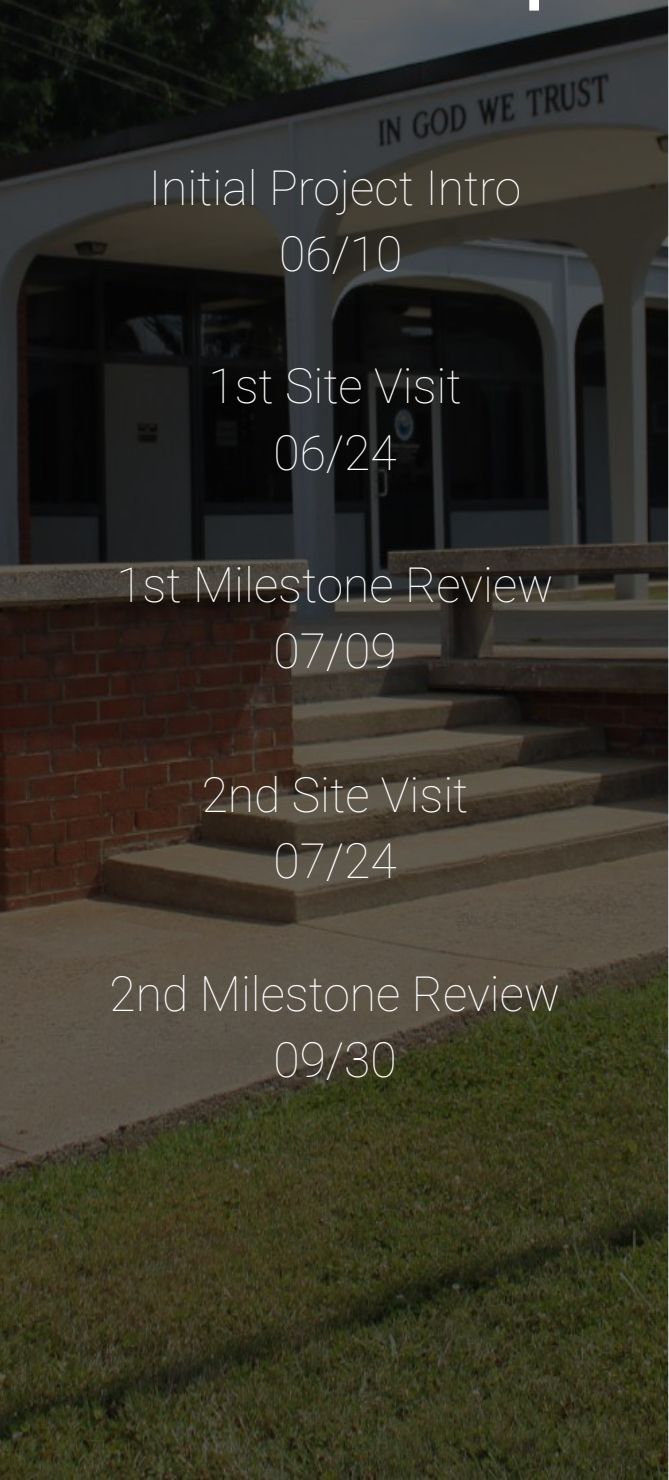 IN GOD WE TRUST
Initial Project Intro
06/10
1st Site Visit
06/24
1st Milestone Review
07/09
2nd Site Visit
07/24
2nd Milestone Review
09/30